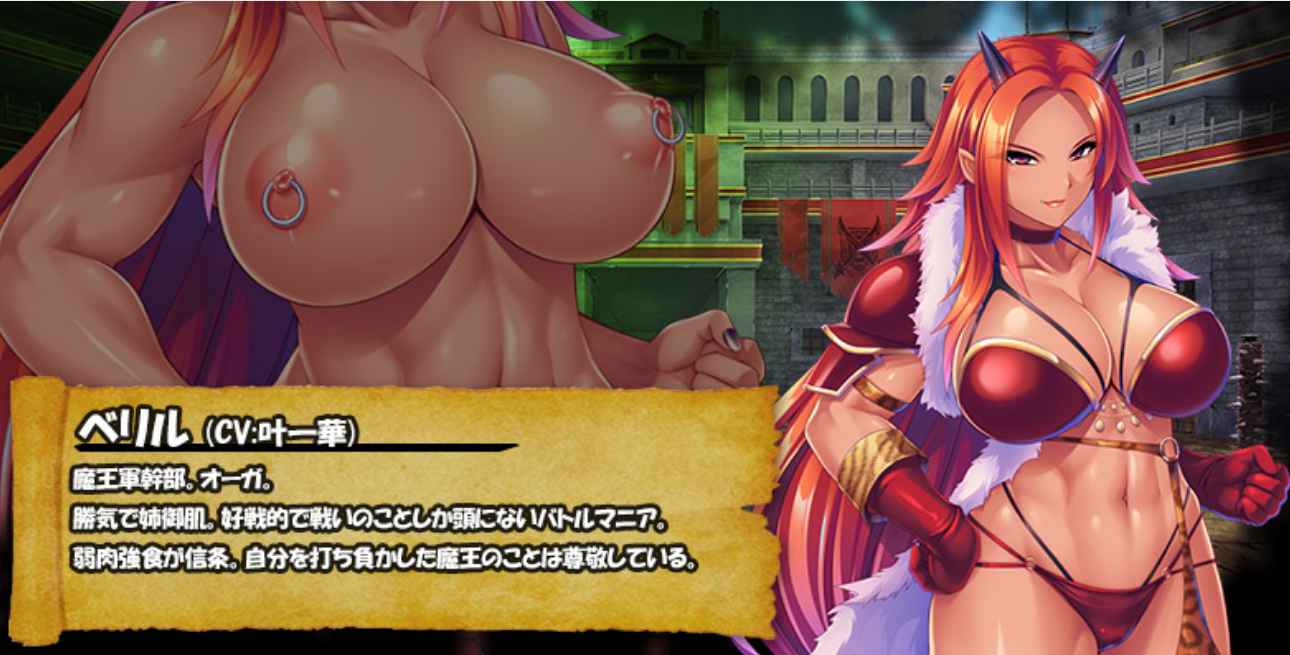 ベリル (CV:叶一華)
魔王軍幹部。オーガ。
勝気で姉御肌。好戦的で戦いのことしか頭にないバトルマニア。
弱肉強食が信条。自分を打ち負かした魔王のことは尊敬している。